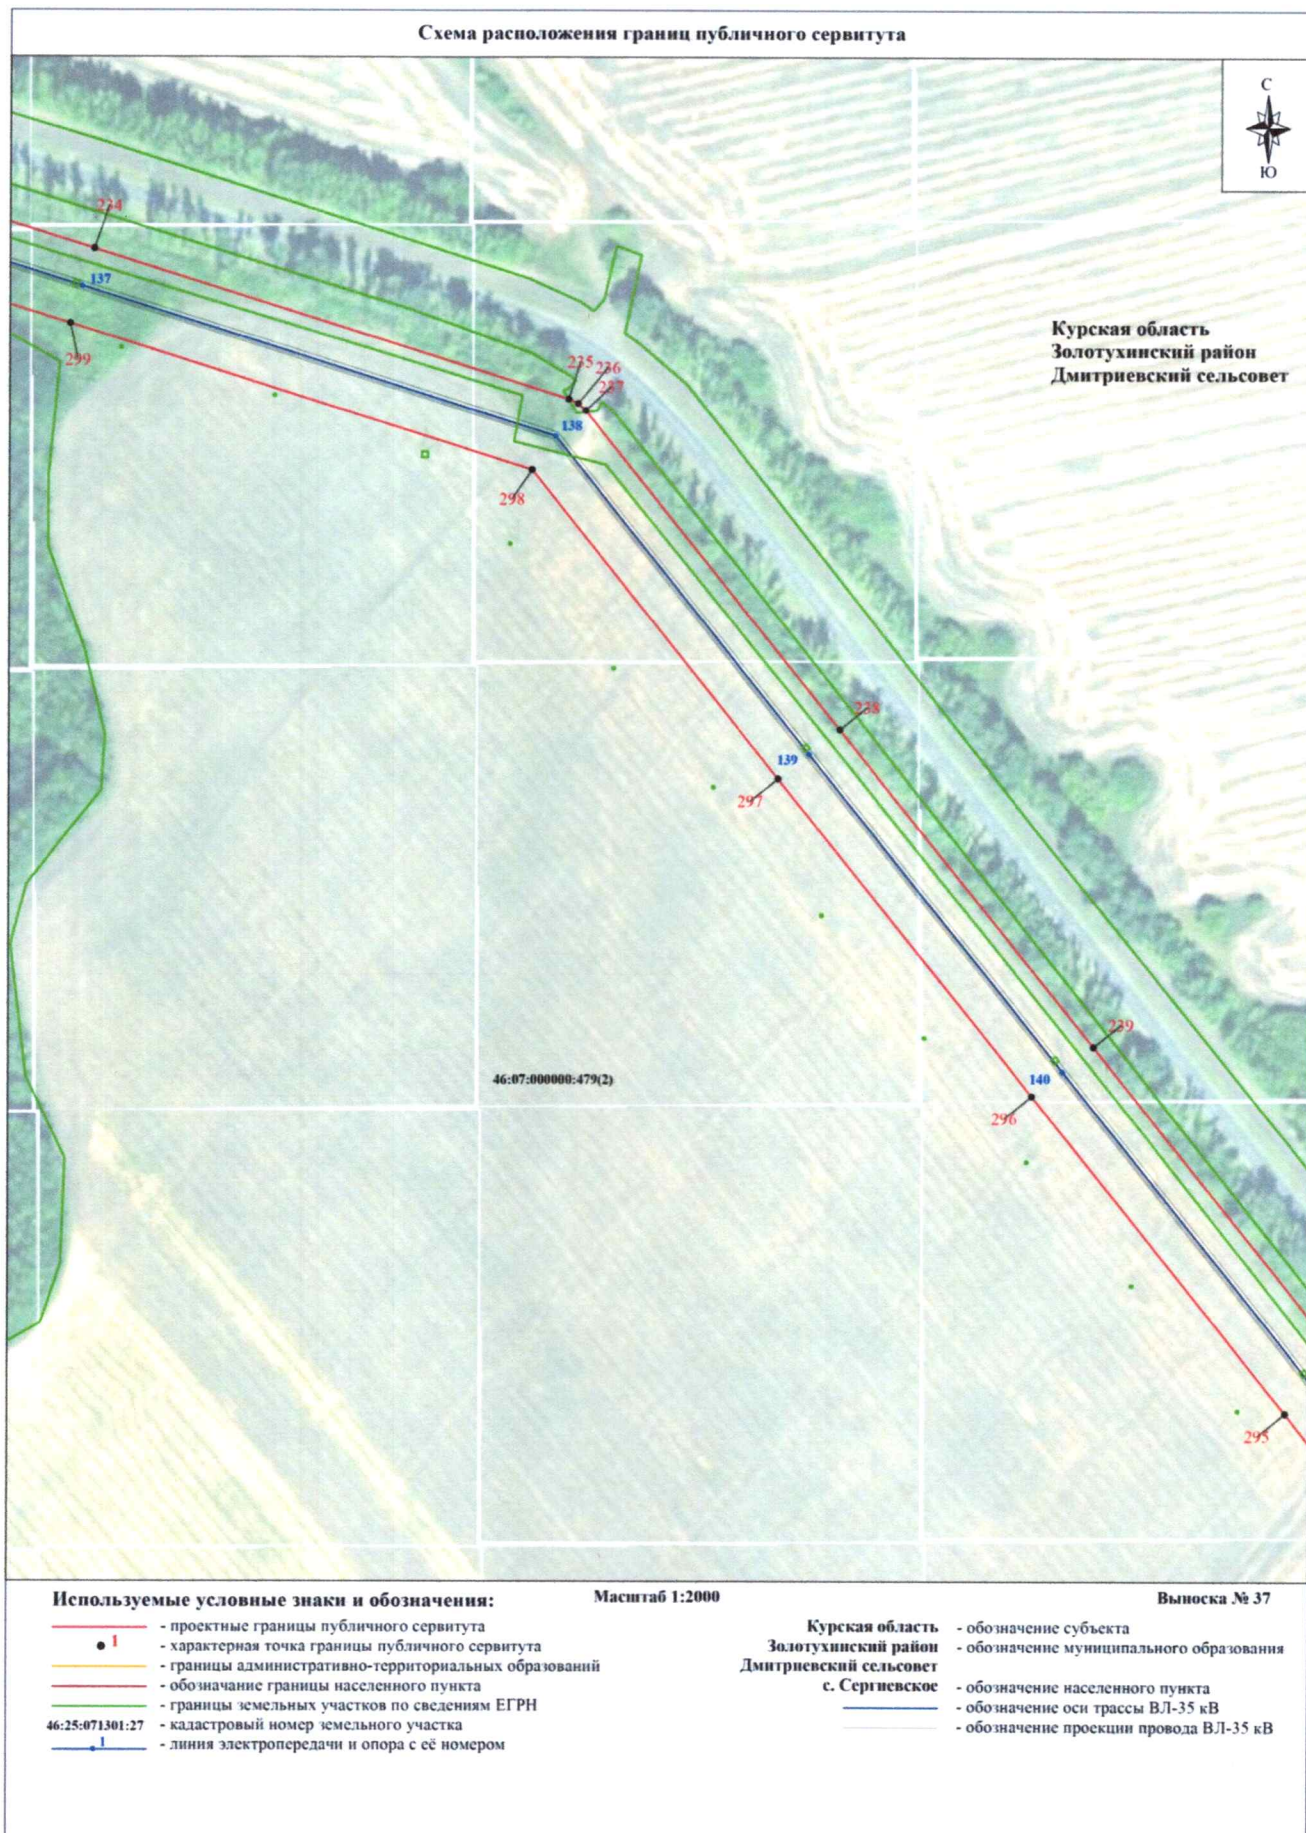 Схема расположения границ публичного сервитута
С
Ю
234
137
299
235
236
237
138
298
Курская область
Золотухинский район
Дмитриевский сельсовет
238
139
297
239
140
296
46:07:000000:479(2)
295
Используемые условные знаки и обозначения:
Масштаб 1:2000
Выноска № 37
- проектные границы публичного сервитута
1 - характерная точка границы публичного сервитута
- границы административно-территориальных образований
- обозначание границы населенного пункта
- границы земельных участков по сведениям ЕГРН
46:25:071301:27 - кадастровый номер земельного участка
1 - линия электропередачи и опора с её номером
Курская область - обозначение субъекта
Золотухинский район - обозначение муниципального образования
Дмитриевский сельсовет
с. Сергиевское - обозначение населенного пункта
- обозначение оси трассы ВЛ-35 кВ
- обозначение проекции провода ВЛ-35 кВ